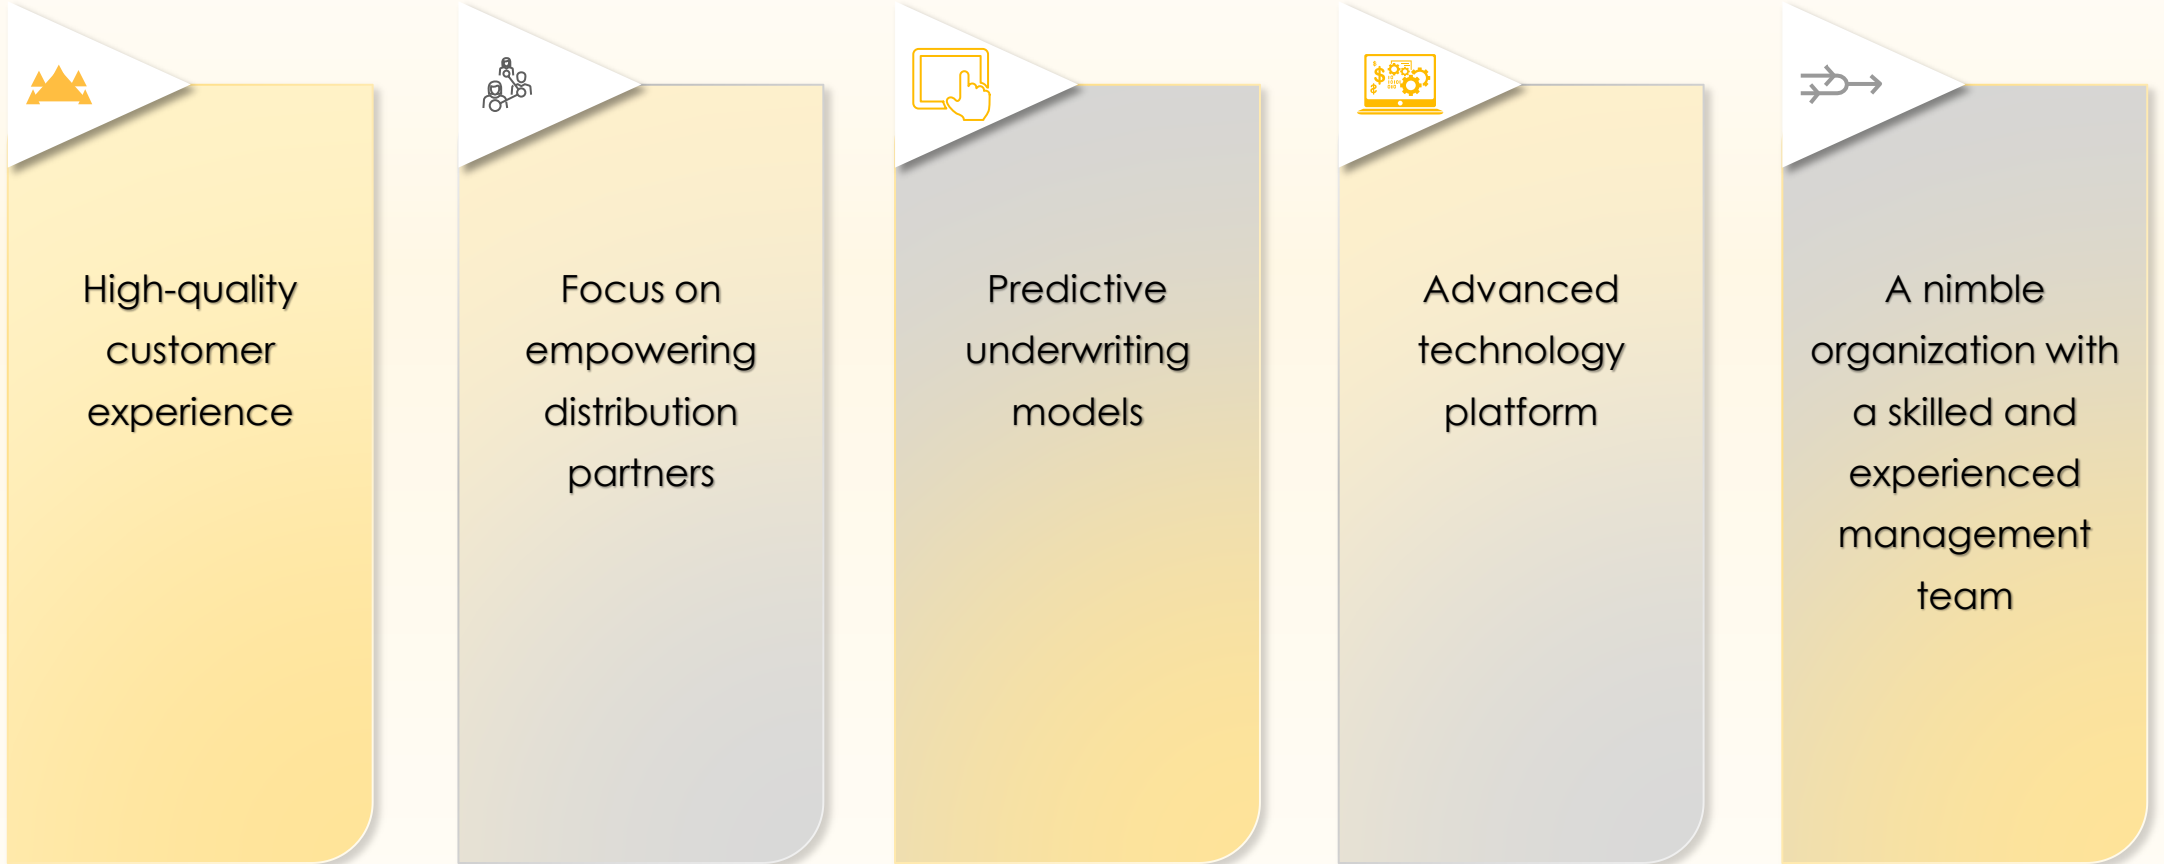 High-quality
customer
experience
Focus on
empowering
distribution
partners
Predictive
underwriting
models
Advanced
technology
platform
A nimble
organization with
a skilled and
experienced
management
team